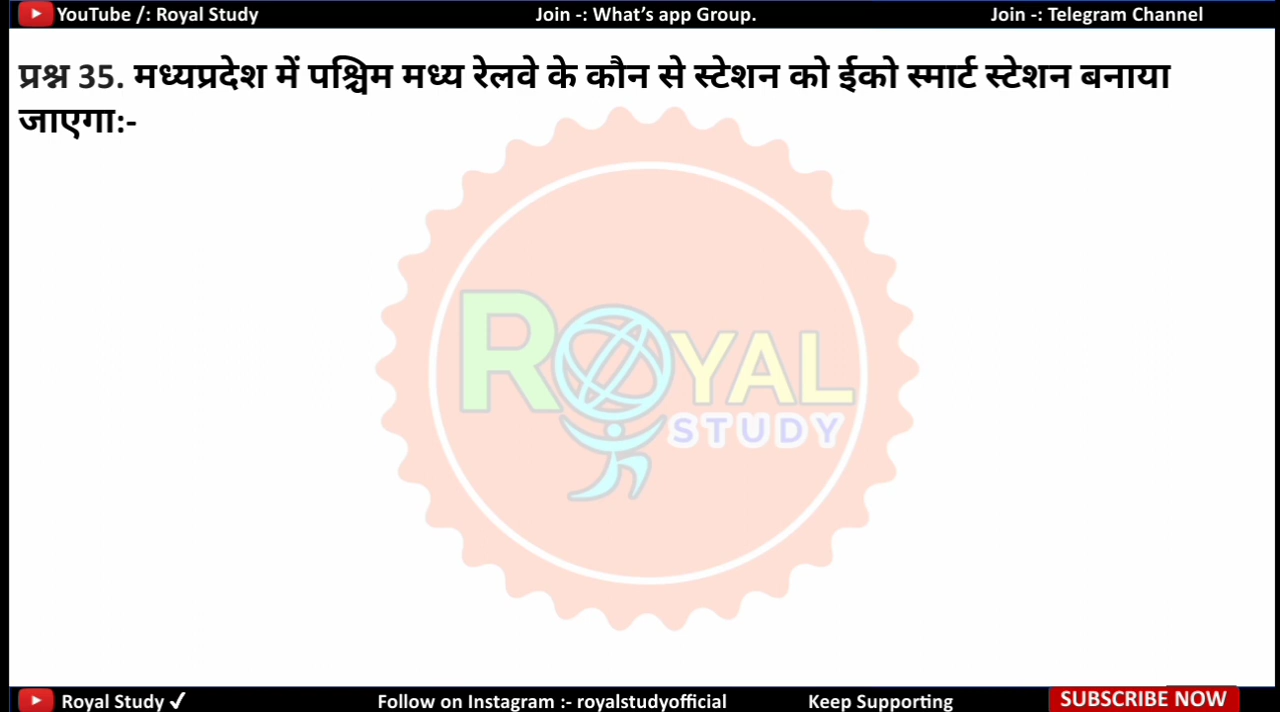 YouTube /: Royal Study Join -: What's app Group. Join -: Telegram Channel
प्रश्न 35. मध्यप्रदेश में पश्चिम मध्य रेलवे के कौन से स्टेशन को ईको स्मार्ट स्टेशन बनाया
जाएगा:-
ROYAL
STUDY
Royal Study ✓ Follow on Instagram :- royalstudyofficial Keep Supporting SUBSCRIBE NOW